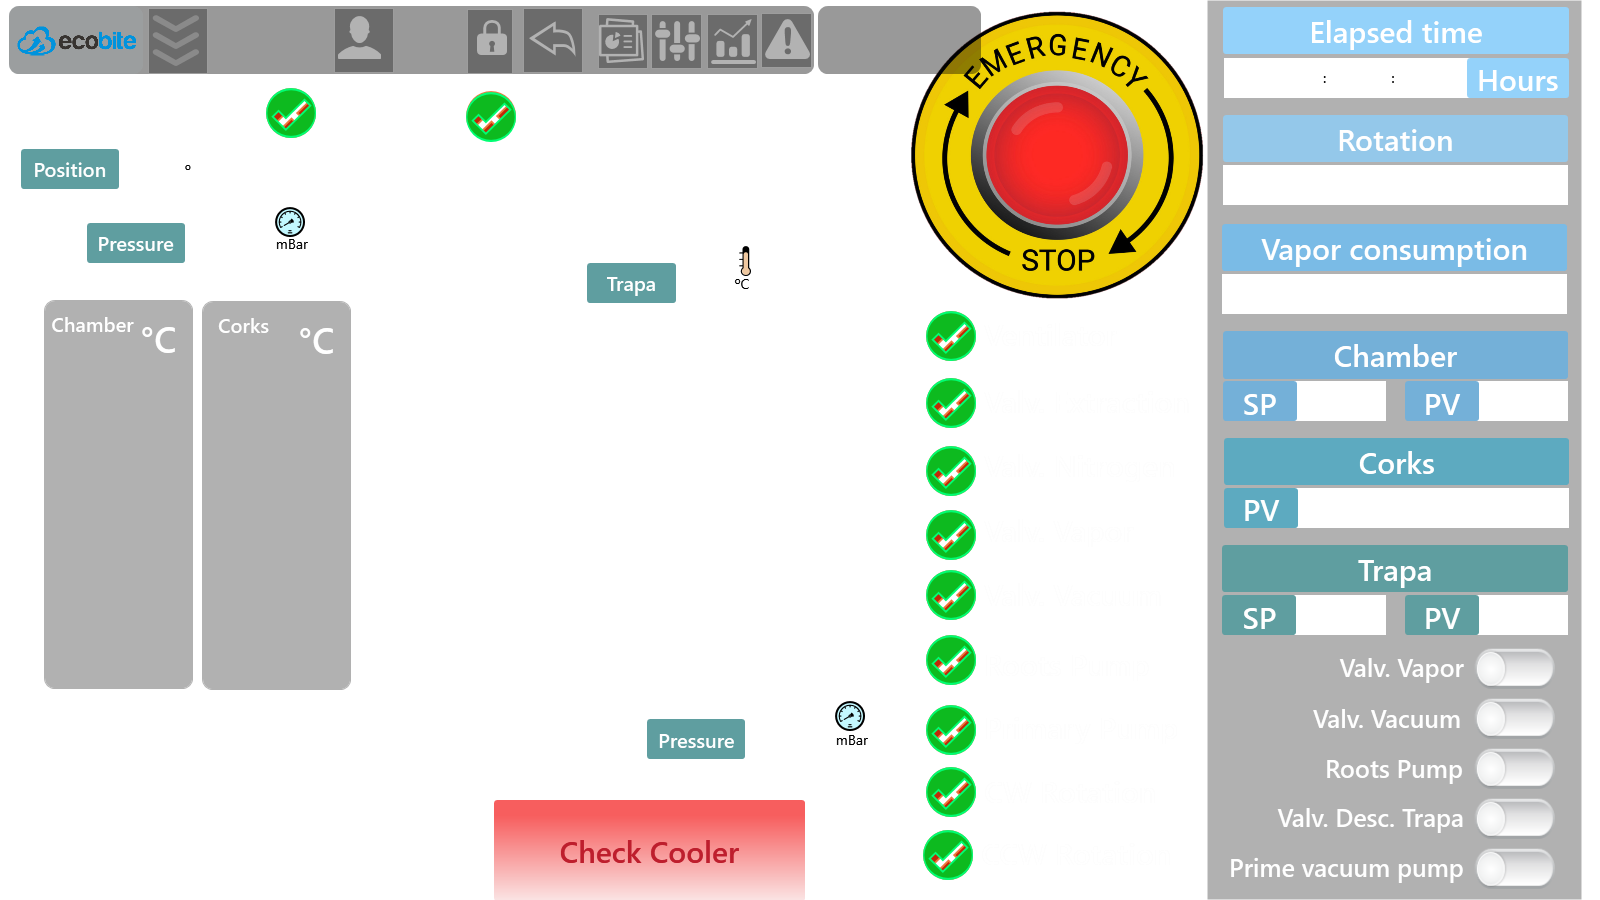 ecobite
EMERGENCY
STOP
Position
°
Pressure
mBar
Trapa
°C
Chamber
°C
Corks
°C
Pressure
mBar
Check Cooler
Elapsed time
: :
Hours
Rotation
Vapor consumption
Chamber
SP
PV
Corks
PV
Trapa
SP
PV
Valv. Vapor
Valv. Vacuum
Roots Pump
Valv. Desc. Trapa
Prime vacuum pump